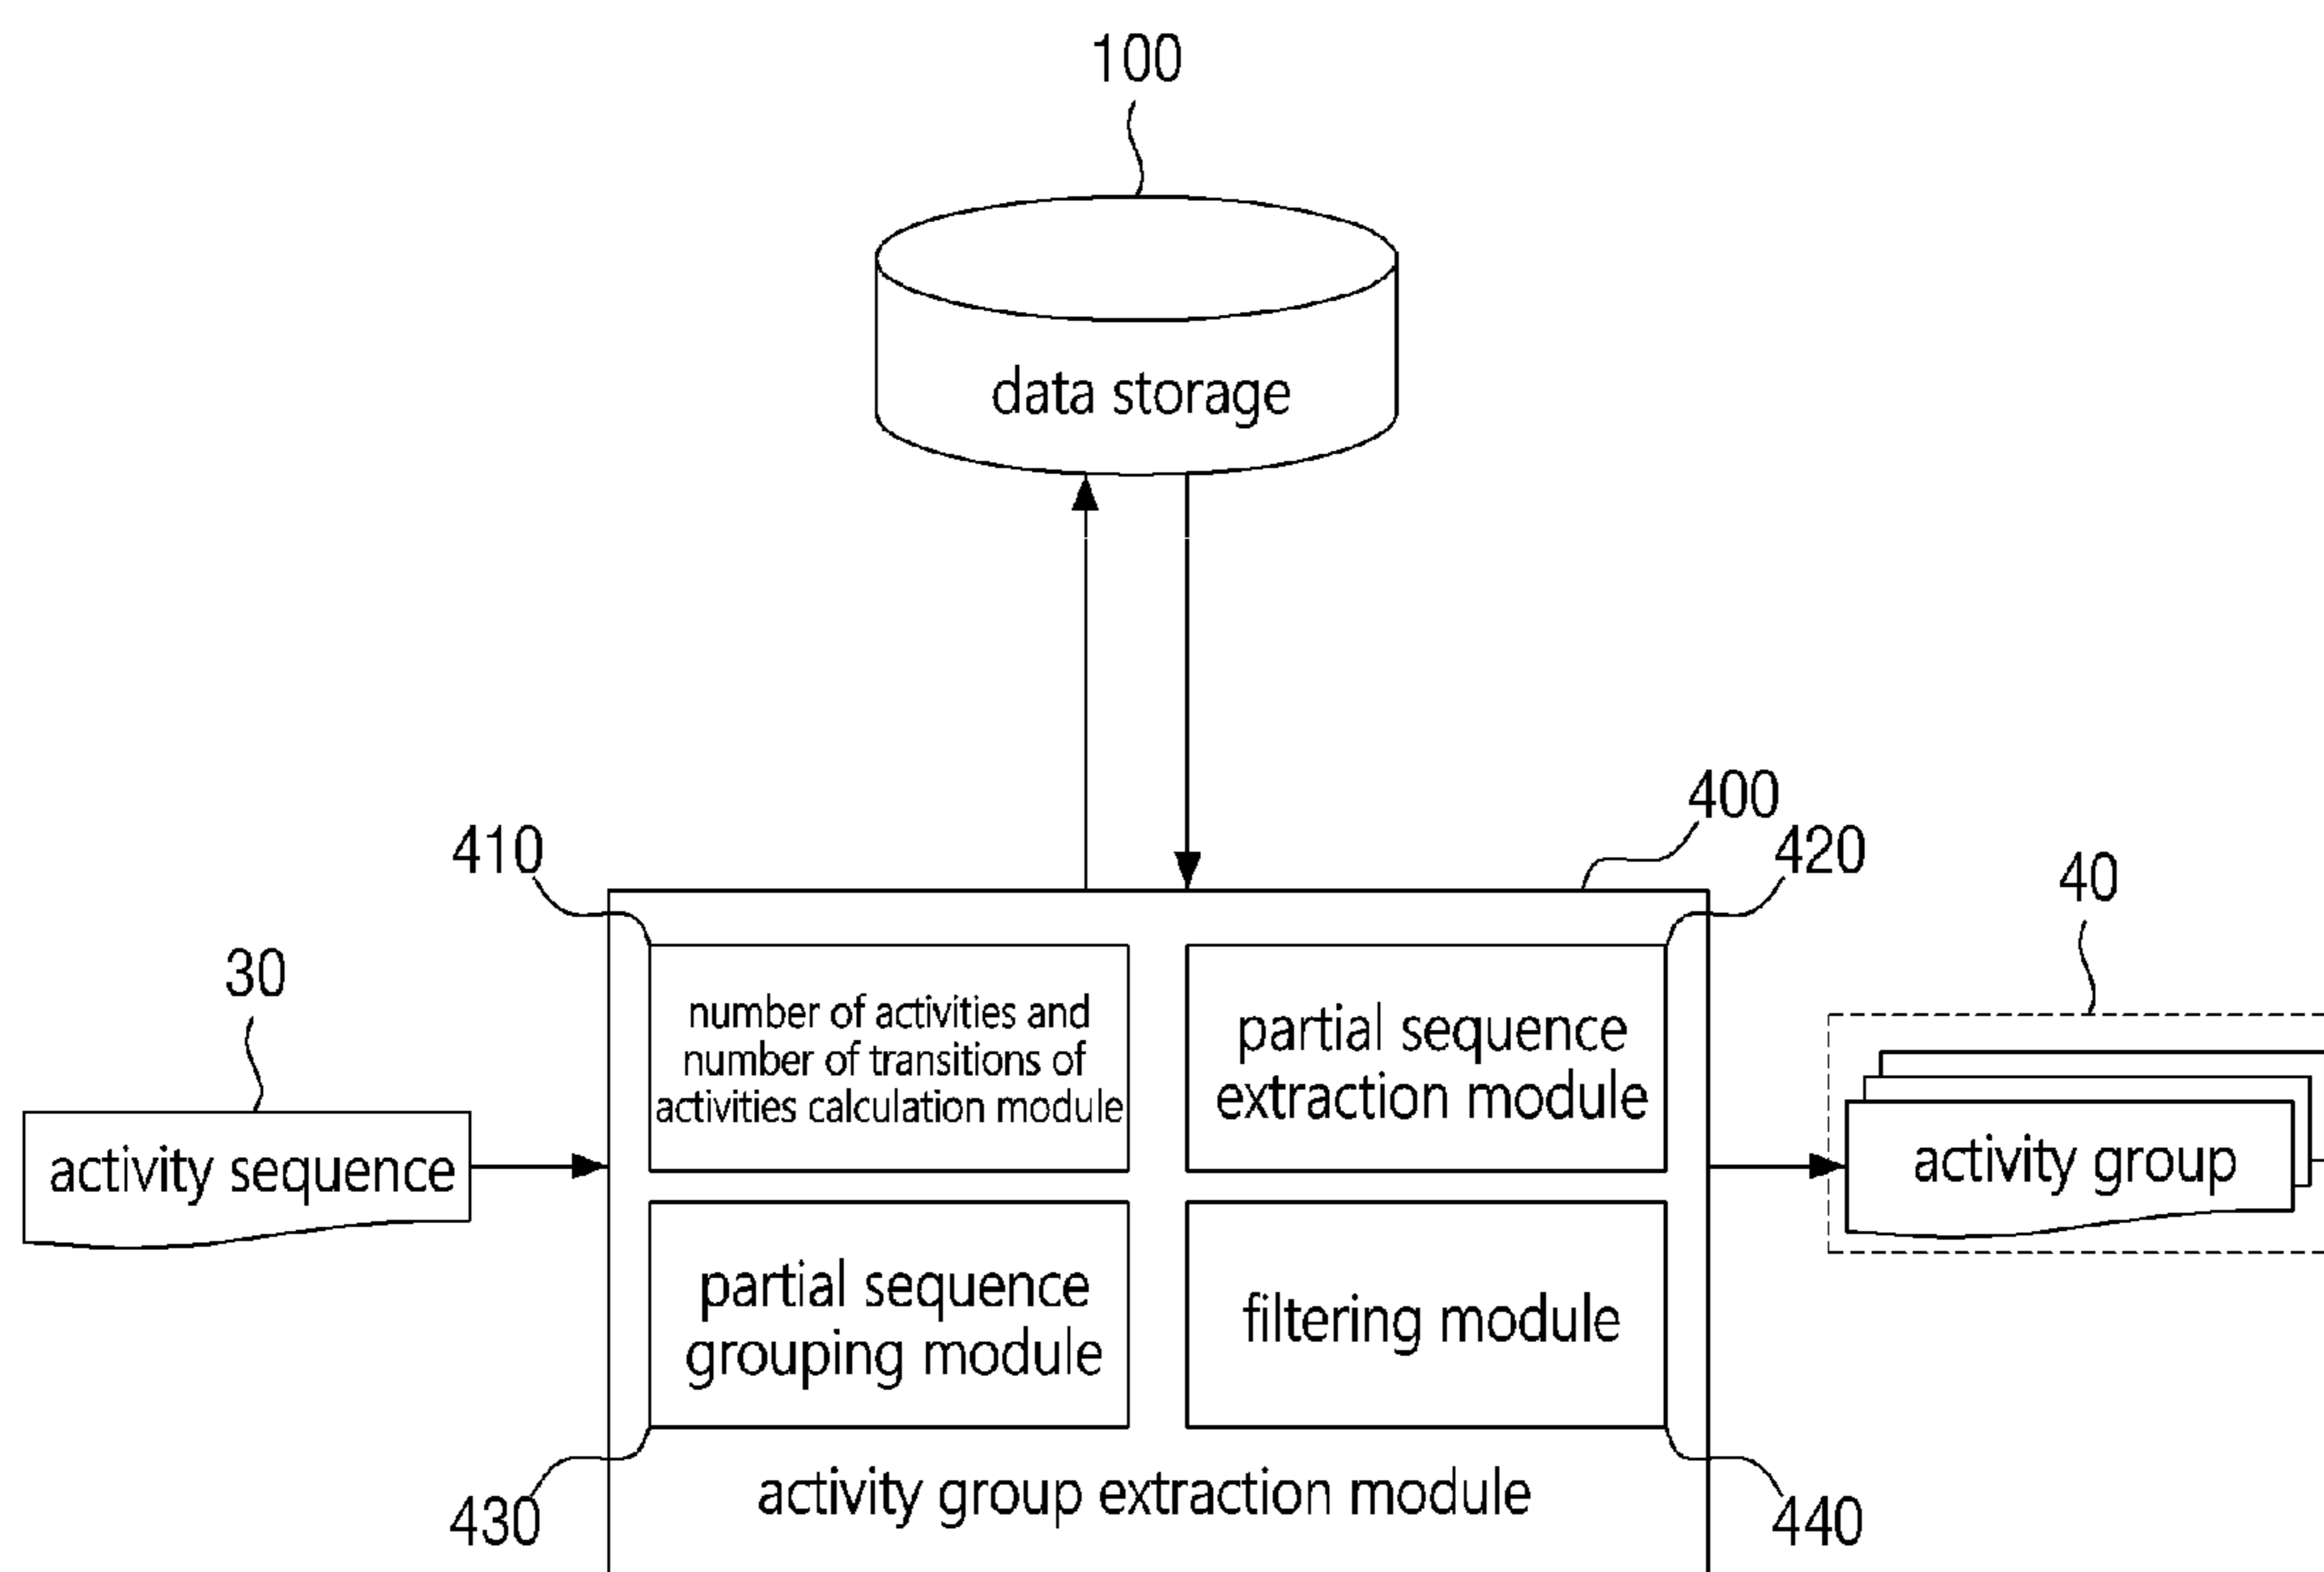 100
data storage
400
410
420
40
30
number of activities and
number of transitions of
activities calculation module
partial sequence
extraction module
activity sequence
activity group
partial sequence
grouping module
filtering module
activity group extraction module
430
440